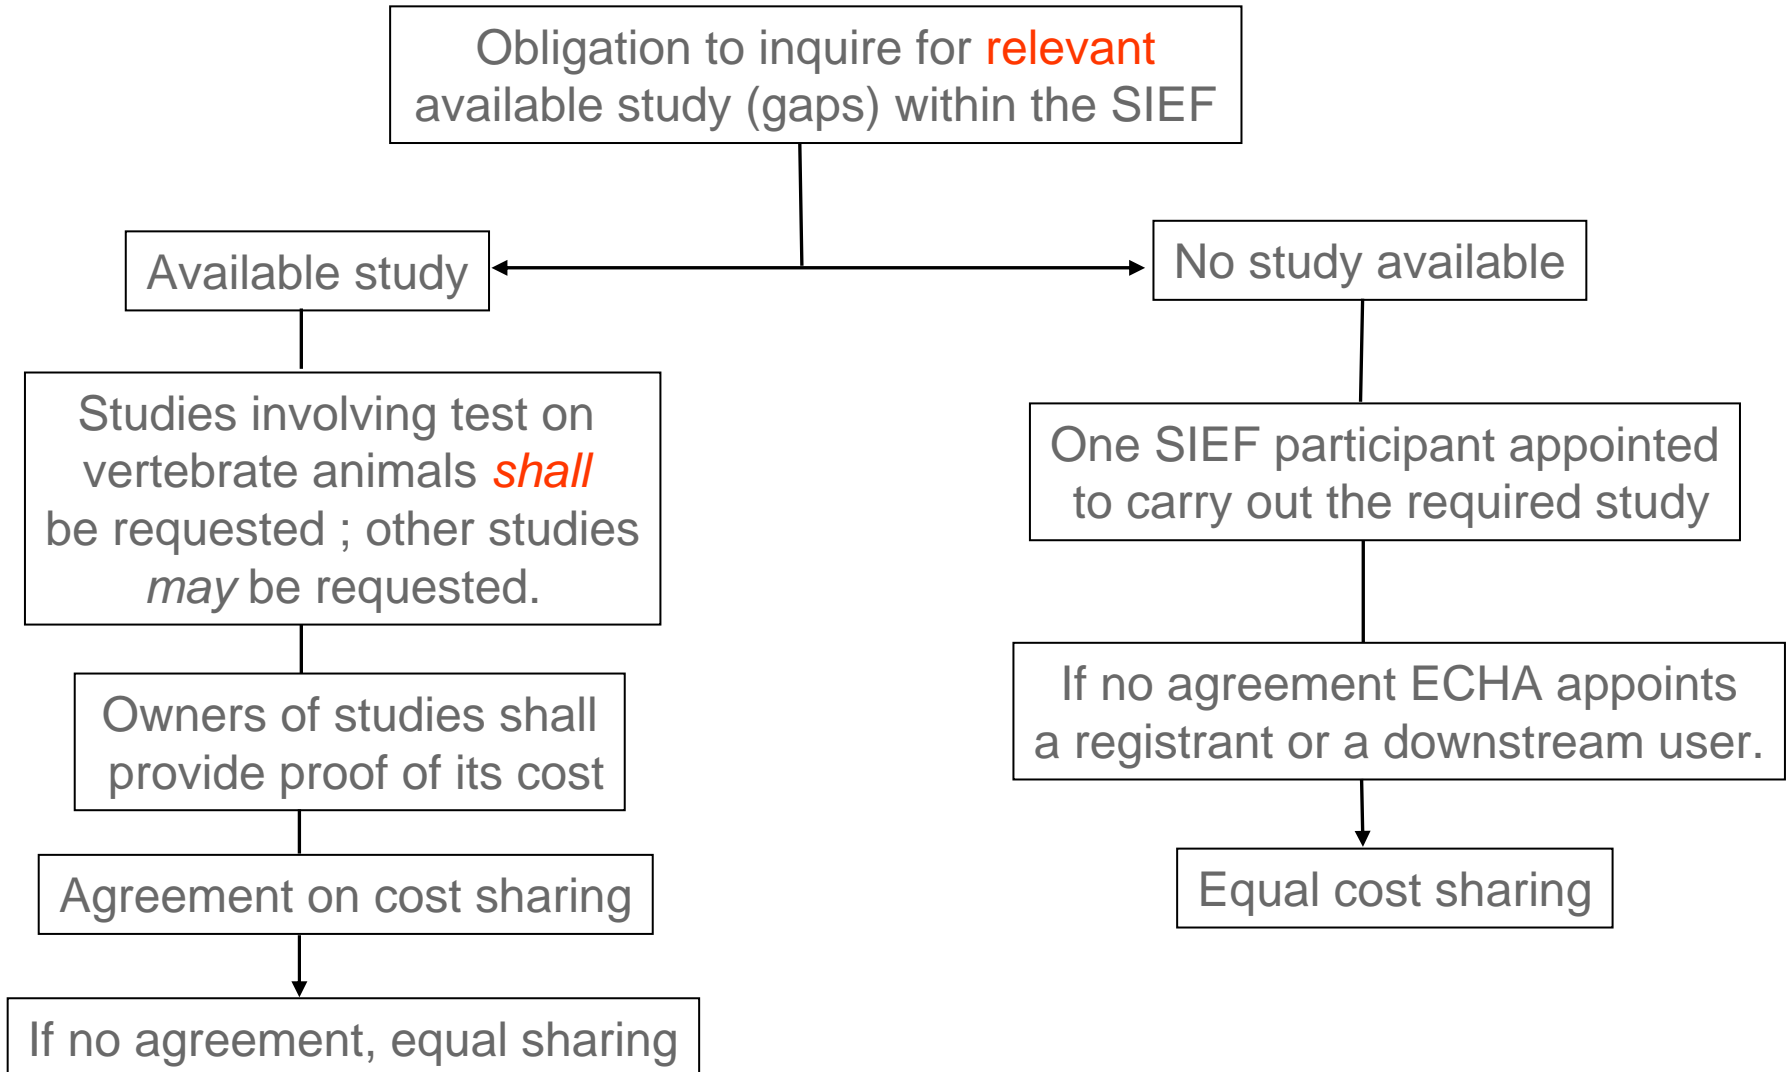 Obligation to inquire for relevant
available study (gaps) within the SIEF
Available study
No study available
Studies involving test on
vertebrate animals shall
be requested ; other studies
may be requested.
One SIEF participant appointed
to carry out the required study
Owners of studies shall
provide proof of its cost
If no agreement ECHA appoints
a registrant or a downstream user.
Agreement on cost sharing
Equal cost sharing
If no agreement, equal sharing